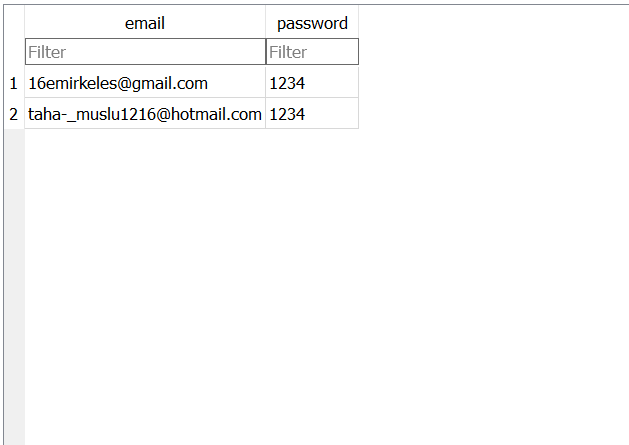 email password
Filter Filter
1 16emirkeles@gmail.com 1234
2 taha-_muslu1216@hotmail.com 1234